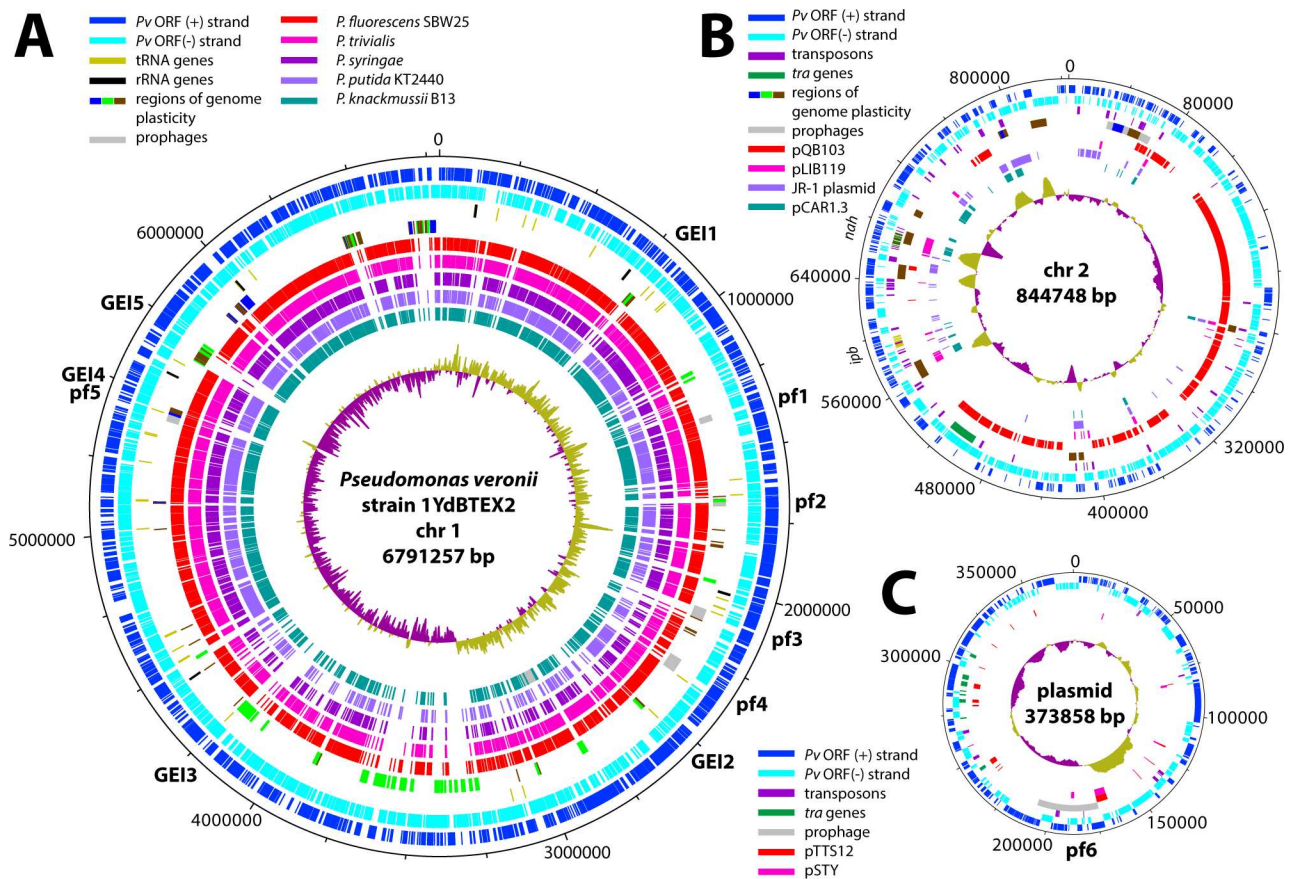 A
Pv ORF (+) strand
Pv ORF(-) strand
tRNA genes
rRNA genes
regions of genome
plasticity
prophages
P. fluorescens SBW25
P. trivialis
P. syringae
P. putida KT2440
P. knackmussii B13
0
GEI1
1000000
pf1
pf2
2000000
pf3
pf4
GEI2
3000000
4000000
GEI3
5000000
pf5
GEI4
GEI5
6000000
Pseudomonas veronii
strain 1YdBTEX2
chr 1
6791257 bp
B
Pv ORF (+) strand
Pv ORF(-) strand
transposons
tra genes
regions of
genome plasticity
prophages
pQB103
pLIB119
JR-1 plasmid
pCAR1.3
0
80000
320000
400000
480000
560000
ipb
640000
nah
800000
chr 2
844748 bp
C
Pv ORF (+) strand
Pv ORF(-) strand
transposons
tra genes
prophage
pTTS12
pSTY
0
50000
100000
150000
pf6
200000
300000
350000
plasmid
373858 bp